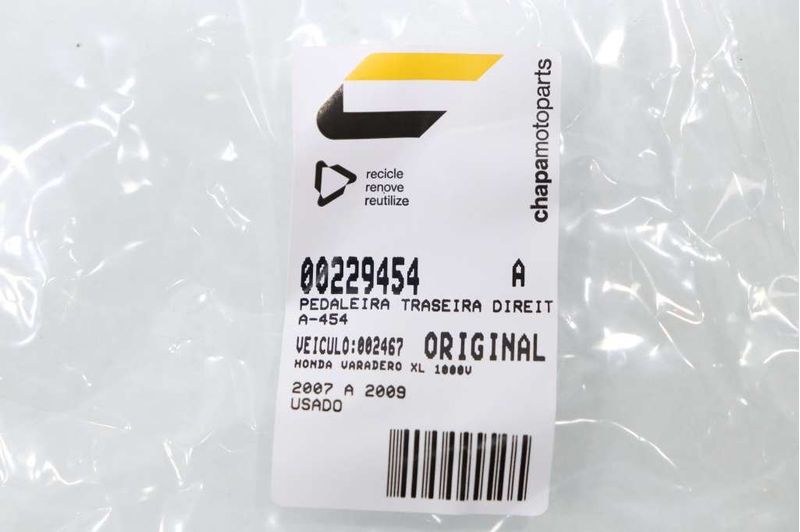 chapamotoparts
recicle
renove
reutilize
00229454 A
PEDALEIRA TRASEIRA DIREIT
A-454
VEICULO:002467 ORIGINAL
HONDA VARADERO XL 1000V
2007 A 2009
USADO